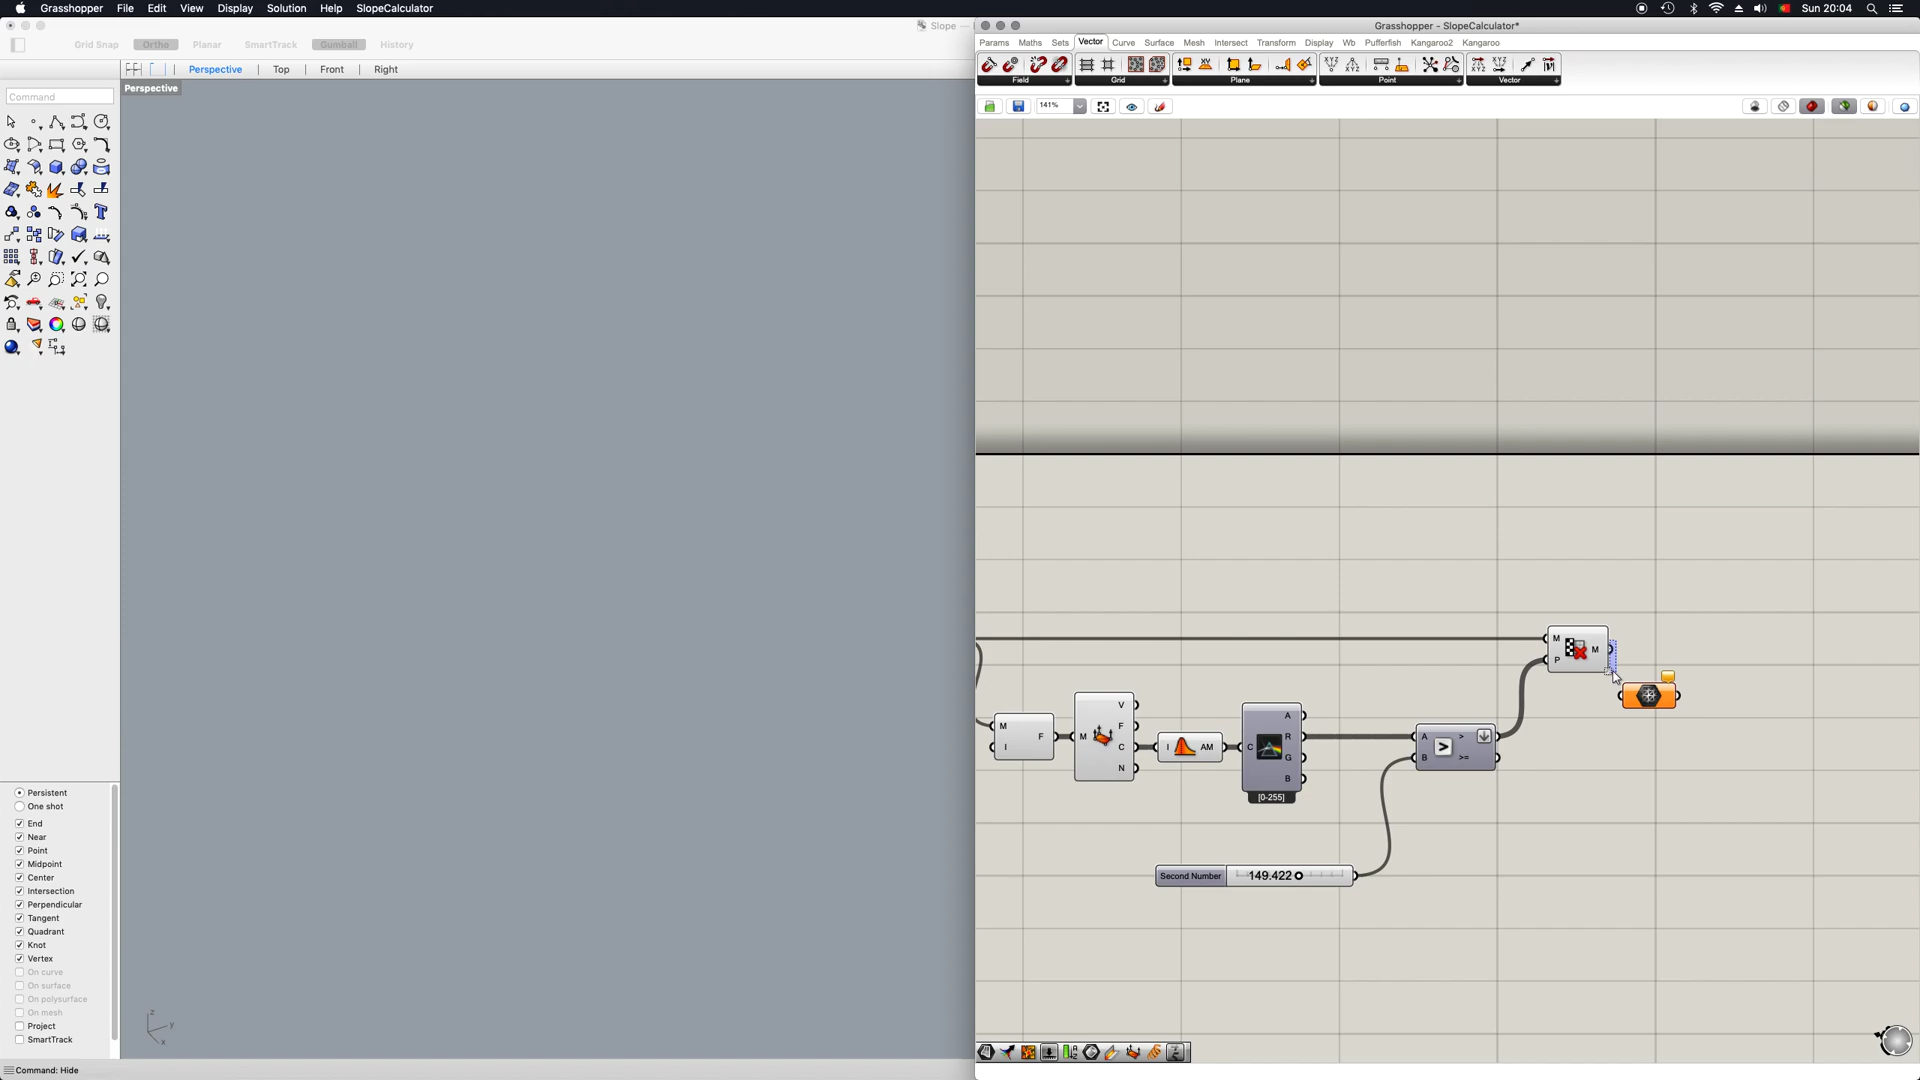 Grasshopper File Edit View Display Solution Window Help SlopeCalculator
Sun 20:04
Slope —
Grasshopper - SlopeCalculator*
Grid Snap Ortho Planar SmartTrack Gumball History
Params Maths Sets Vector Curve Surface Mesh Intersect Transform Display Wb Pufferfish Kangaroo2 Kangaroo
Perspective Top Front Right
Field Grid Plane Point Vector
Perspective
Command
141%
M
P
M
M
I
F
M
V
F
C
N
I AM
C
A
R
G
B
[0-255]
A
B
>
>=
Second Number 149.422
Persistent
One shot
End
Near
Point
Midpoint
Center
Intersection
Perpendicular
Tangent
Quadrant
Knot
Vertex
On curve
On surface
On polysurface
On mesh
Project
SmartTrack
z
y
x
Command: Hide